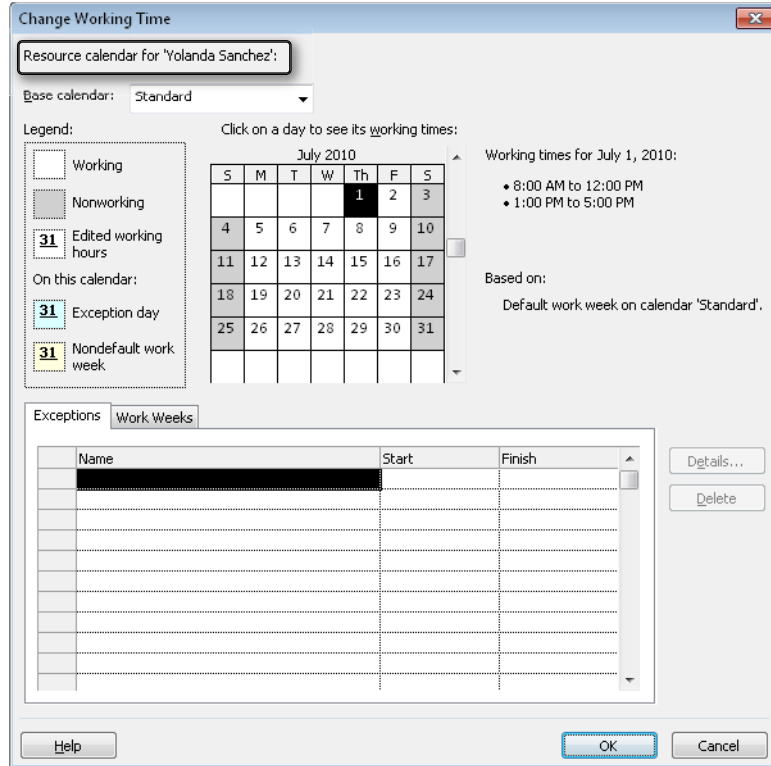 Change Working Time
Resource calendar for 'Yolanda Sanchez':
Base calendar: Standard
Legend:
Working
Nonworking
31 Edited working
hours
On this calendar:
31 Exception day
31 Nondefault work
week
Click on a day to see its working times:
July 2010
S M T W Th F S
1 2 3
4 5 6 7 8 9 10
11 12 13 14 15 16 17
18 19 20 21 22 23 24
25 26 27 28 29 30 31
Working times for July 1, 2010:
• 8:00 AM to 12:00 PM
• 1:00 PM to 5:00 PM
Based on:
Default work week on calendar 'Standard'.
Exceptions Work Weeks
Name Start Finish
Details...
Delete
Help OK Cancel